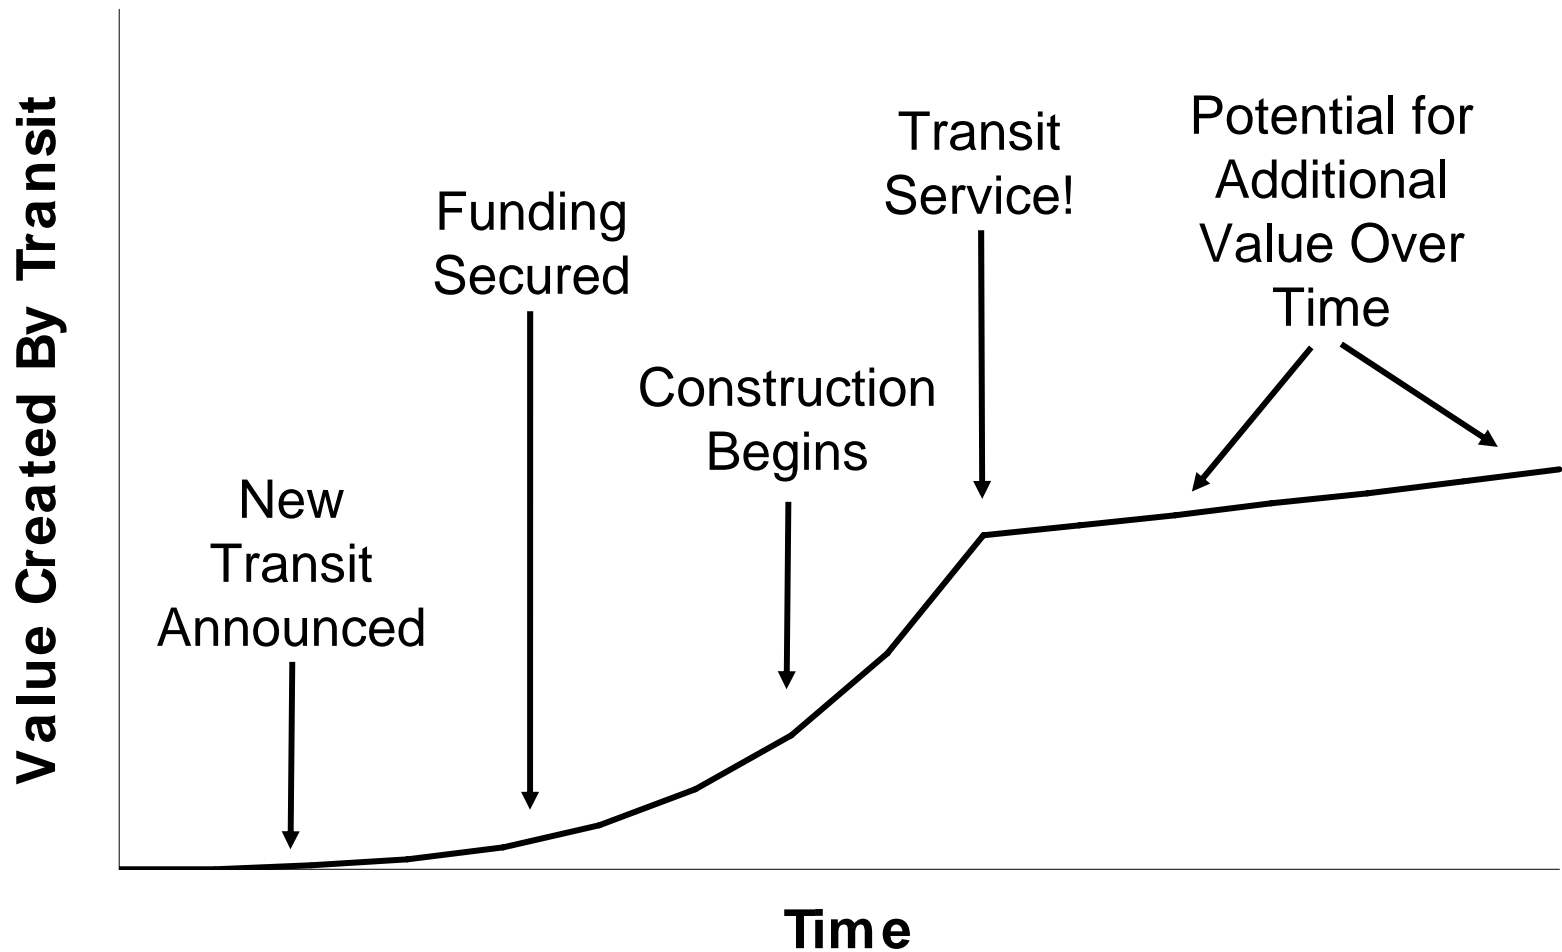 Value Created By Transit
New
Transit
Announced
Funding
Secured
Construction
Begins
Transit
Service!
Potential for
Additional
Value Over
Time
Time